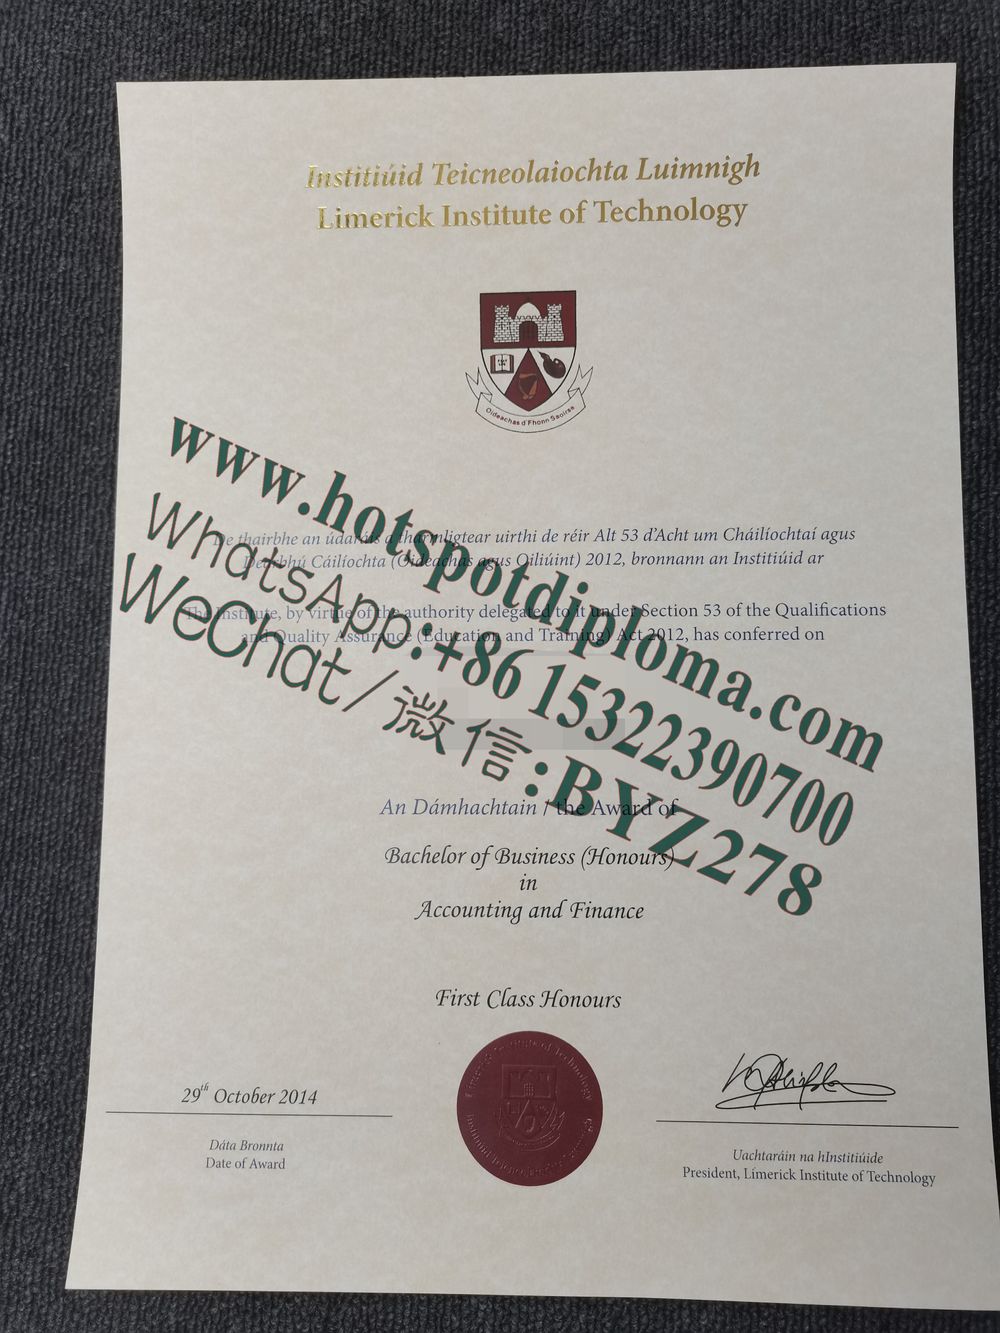 Institiúid Teicneolaiochta Luimnigh
Limerick Institute of Technology
Oideachas d'Fhonn Saoirse
www.hotspotdiploma.com
WhatsApp:+86 15322390700
WeChat/微信:BYZ278
De thairbhe an údaráis a tharmligtear uirthi de réir Alt 53 d'Acht um Cháilíochtaí agus
Dearbhú Cáilíochta (Oideachas agus Oiliúint) 2012, bronnann an Institiúid ar
The Institute, by virtue of the authority delegated to it under Section 53 of the Qualifications
and Quality Assurance (Education and Training) Act 2012, has conferred on
An Dámhachtain / the Award of
Bachelor of Business (Honours)
in
Accounting and Finance
First Class Honours
29th October 2014
Dáta Bronnta
Date of Award
Limerick Institute of Technology
Uachtaráin na hInstitiúide
President, Limerick Institute of Technology